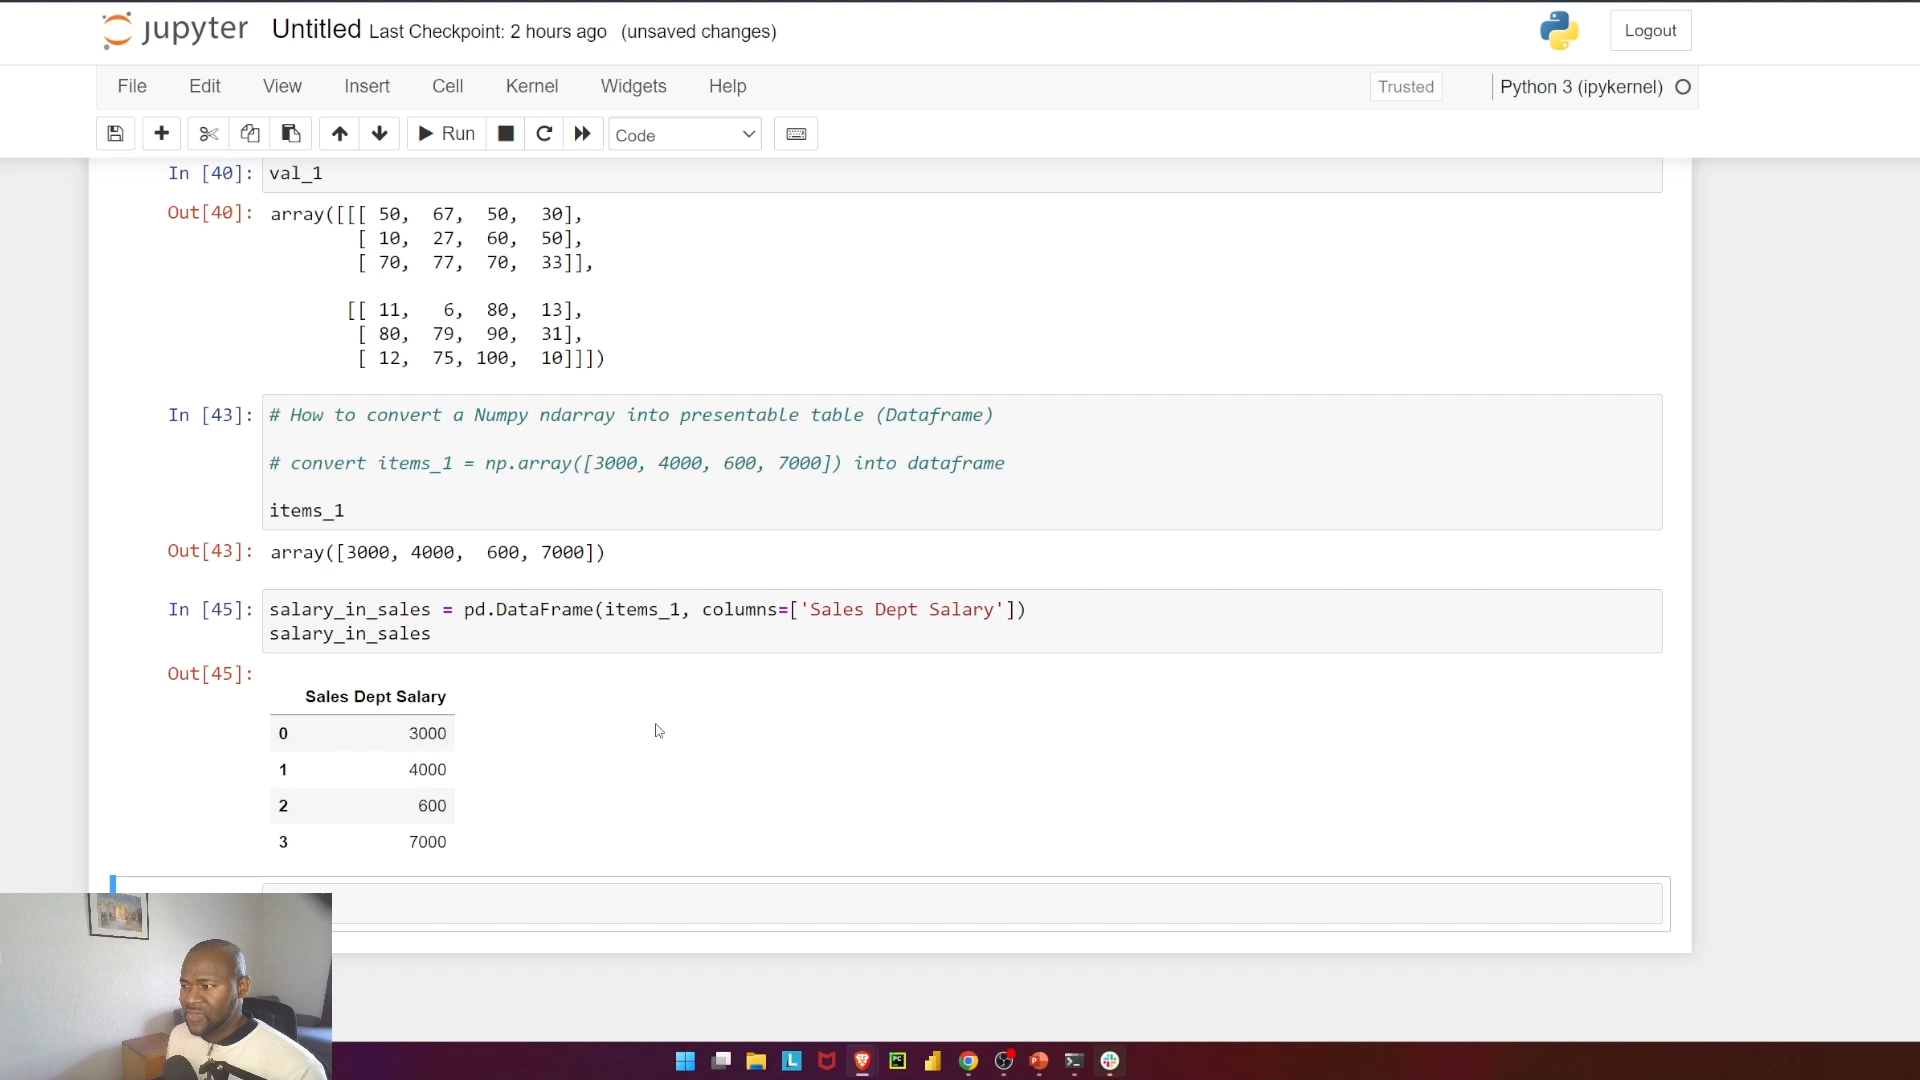 jupyter Untitled Last Checkpoint: 2 hours ago (unsaved changes)
Logout
File Edit View Insert Cell Kernel Widgets Help
Trusted Python 3 (ipykernel)
Run Code
In [40]: val_1
Out[40]: array([[[ 50, 67, 50, 30],
[ 10, 27, 60, 50],
[ 70, 77, 70, 33]],
[[ 11, 6, 80, 13],
[ 80, 79, 90, 31],
[ 12, 75, 100, 10]]])
In [43]: # How to convert a Numpy ndarray into presentable table (Dataframe)
# convert items_1 = np.array([3000, 4000, 600, 7000]) into dataframe
items_1
Out[43]: array([3000, 4000, 600, 7000])
In [45]: salary_in_sales = pd.DataFrame(items_1, columns=['Sales Dept Salary'])
salary_in_sales
Out[45]:
Sales Dept Salary
0 3000
1 4000
2 600
3 7000